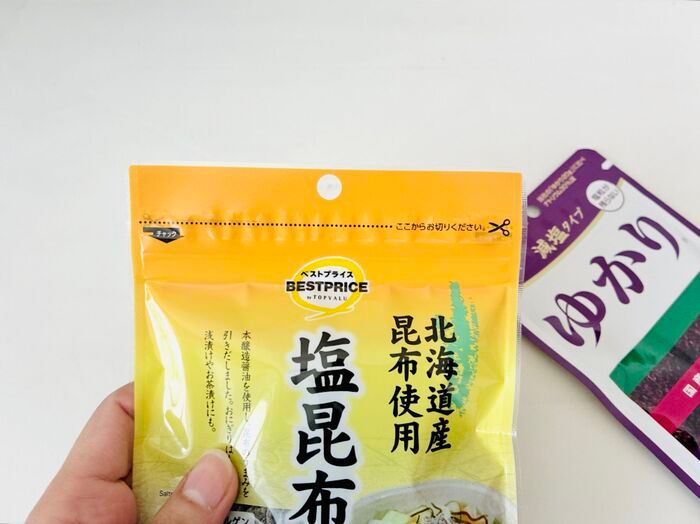 ここからお切りください。
チャック
ベストプライス
BESTPRICE
by TOPVALU
北海道産
昆布使用
塩昆布
本醸造醤油を使用し
引きだしました。おにぎりは
浅漬けやお茶漬けにも。
減塩タイプ
ゆかり